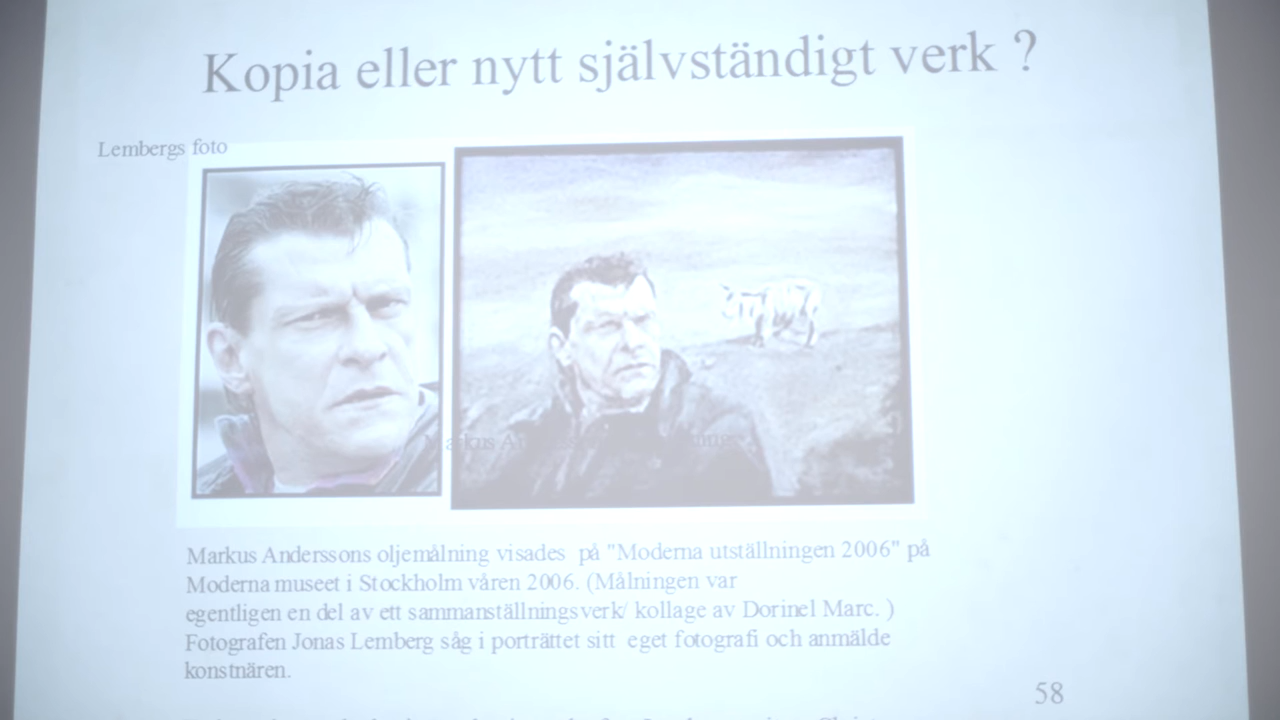 Kopia eller nytt självständigt verk ?
Lembergs foto
Markus Anderssons oljemålning visades på "Moderna utställningen 2006" på
Moderna museet i Stockholm våren 2006. (Målningen var
egentligen en del av ett sammanställningsverk/ kollage av Dorinel Marc. )
Fotografen Jonas Lemberg såg i porträttet sitt eget fotografi och anmälde
konstnären.
58